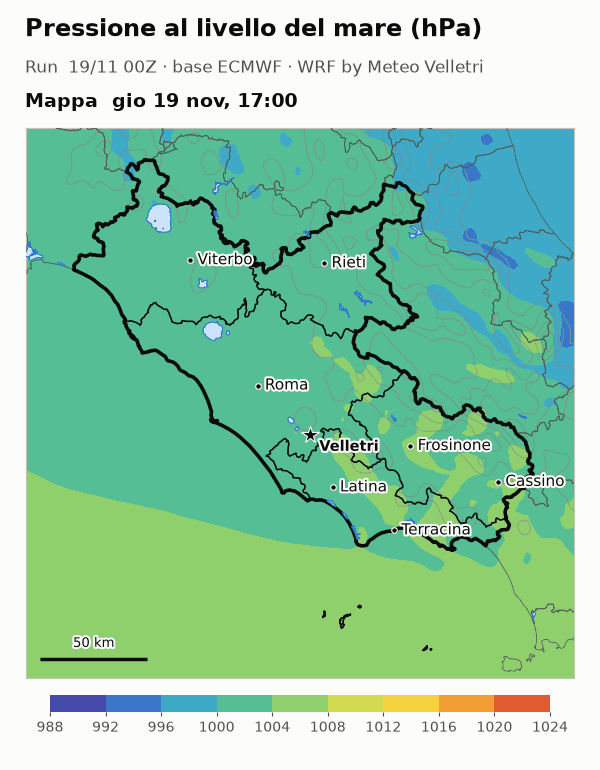 Pressione al livello del mare (hPa)
Run  19/11 00Z · base ECMWF · WRF by Meteo Velletri
Mappa  gio 19 nov, 17:00
Viterbo
Rieti
Roma
Velletri
Frosinone
Cassino
Latina
Terracina
50 km
988 992 996 1000 1004 1008 1012 1016 1020 1024